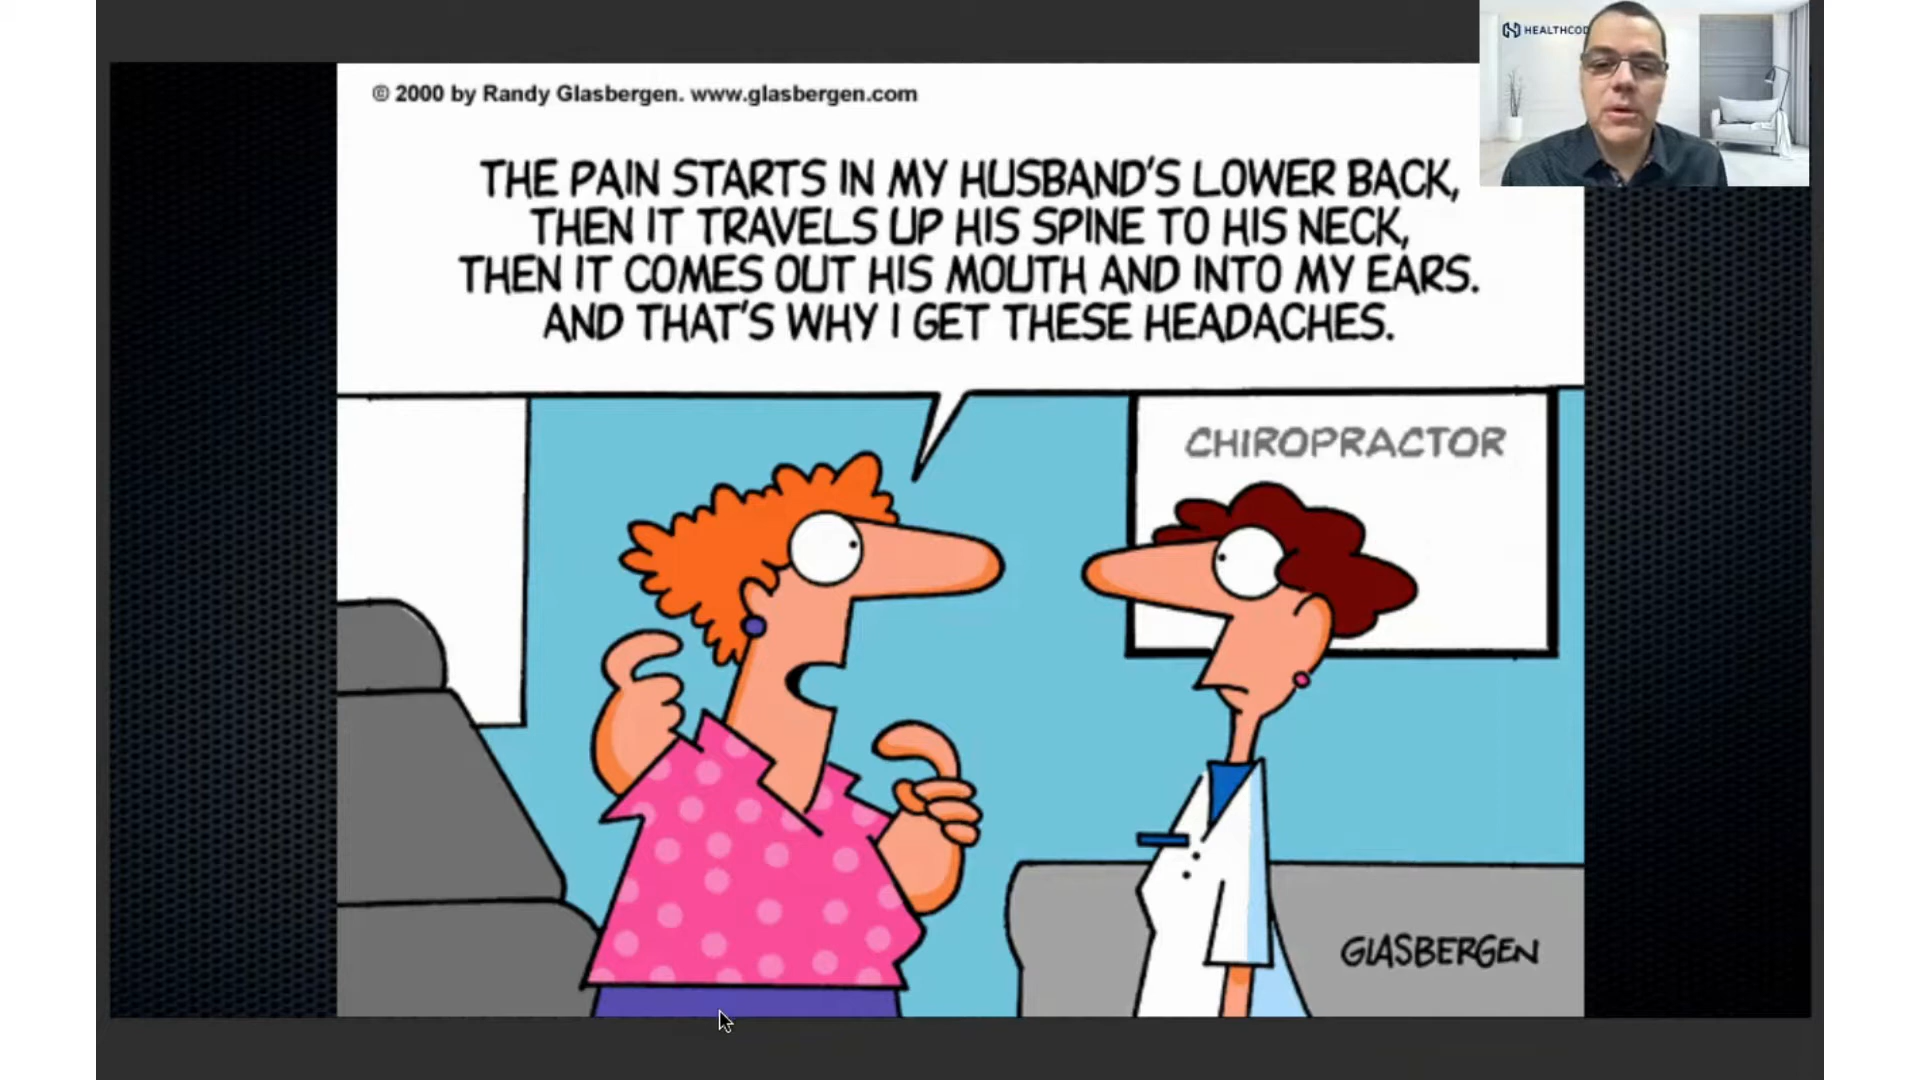 © 2000 by Randy Glasbergen. www.glasbergen.com
HEALTHCOD
THE PAIN STARTS IN MY HUSBAND'S LOWER BACK,
THEN IT TRAVELS UP HIS SPINE TO HIS NECK,
THEN IT COMES OUT HIS MOUTH AND INTO MY EARS.
AND THAT'S WHY I GET THESE HEADACHES.
CHIROPRACTOR
GLASBERGEN